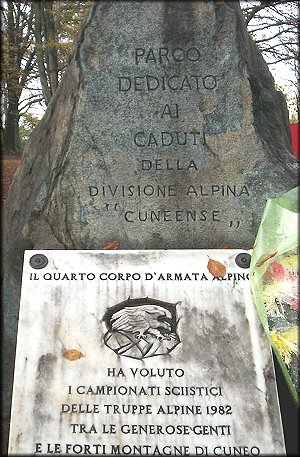 PARCO
DEDICATO
AI
CADUTI
DELLA
DIVISIONE ALPINA
"CUNEENSE„
IL QUARTO CORPO D'ARMATA ALPINO
HA VOLUTO
I CAMPIONATI SCIISTICI
DELLE TRUPPE ALPINE 1982
TRA LE GENEROSE GENTI
E LE FORTI MONTAGNE DI CUNEO